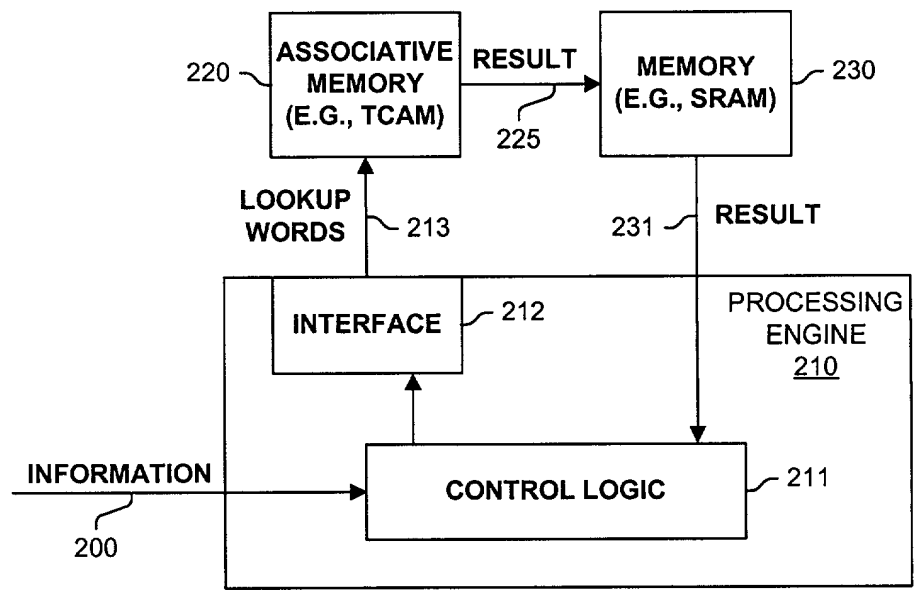 ASSOCIATIVE
MEMORY
(E.G., TCAM)
220
RESULT
225
MEMORY
(E.G., SRAM)
230
LOOKUP
WORDS
213
231
RESULT
INTERFACE
212
PROCESSING
ENGINE
210
INFORMATION
200
CONTROL LOGIC
211